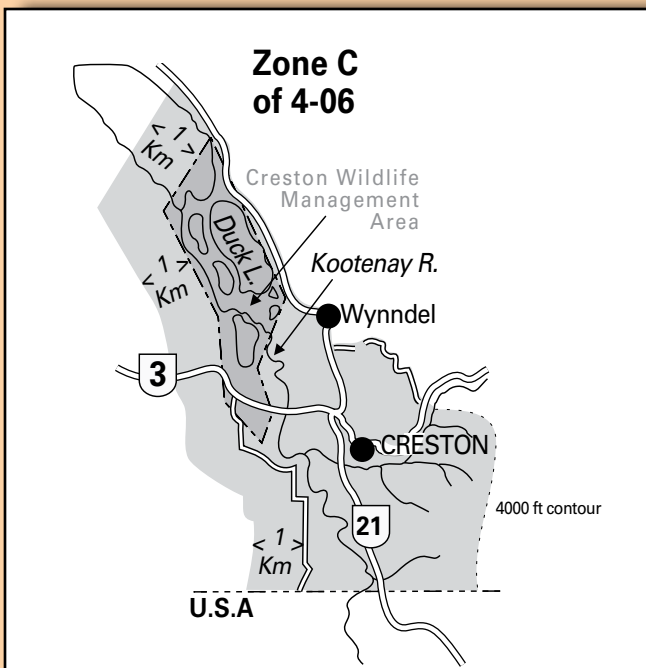 Zone C
of 4-06
< 1 >
Km
Creston Wildlife
Management
Area
Duck L.
Kootenay R.
< 1 >
Km
Wynndel
3
CRESTON
4000 ft contour
21
< 1 >
Km
U.S.A